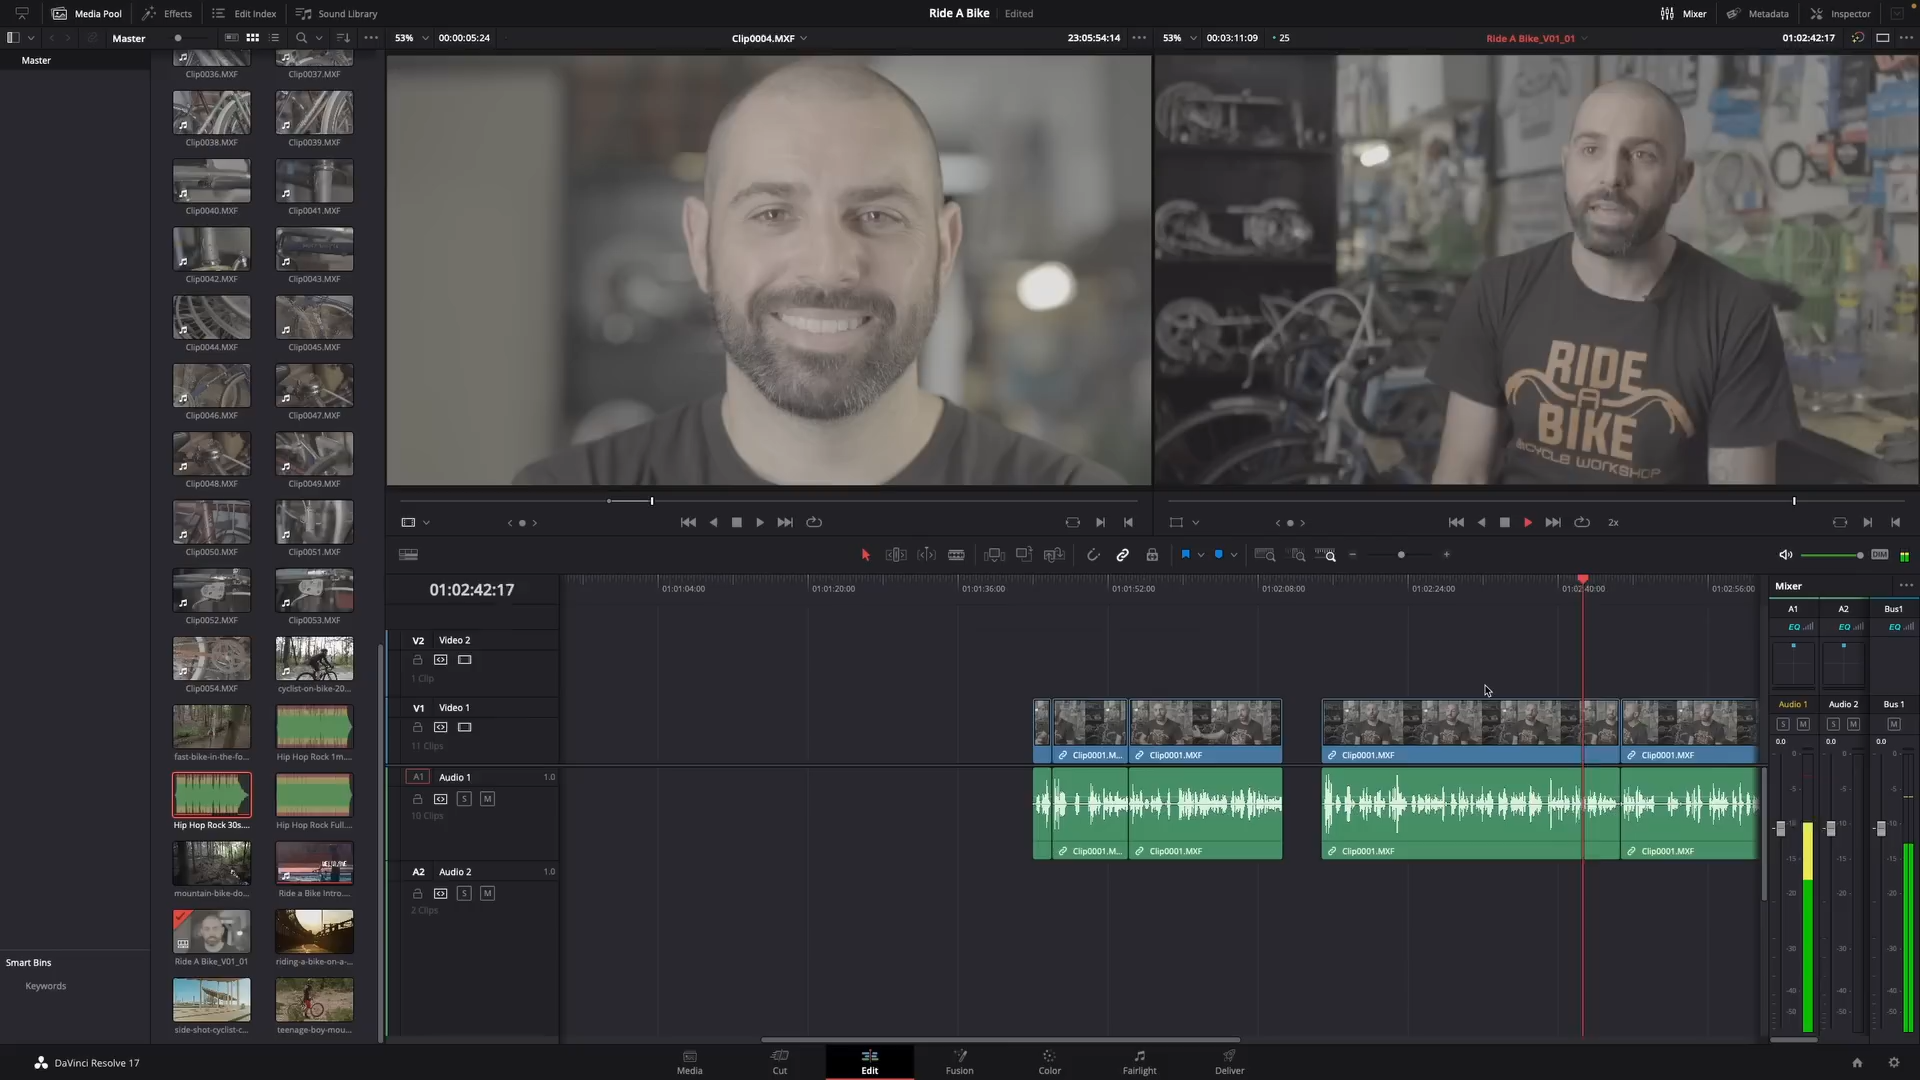 Media Pool
Effects
Edit Index
Sound Library
Ride A Bike
Edited
Mixer
Metadata
Inspector
Master
53%
00:00:05:24
Clip0004.MXF
23:05:54:14
53%
00:03:11:09
25
Ride A Bike_V01_01
01:02:42:17
Master
Clip0036.MXF
Clip0037.MXF
Clip0038.MXF
Clip0039.MXF
Clip0040.MXF
Clip0041.MXF
Clip0042.MXF
Clip0043.MXF
Clip0044.MXF
Clip0045.MXF
Clip0046.MXF
Clip0047.MXF
Clip0048.MXF
Clip0049.MXF
Clip0050.MXF
Clip0051.MXF
Clip0052.MXF
Clip0053.MXF
Clip0054.MXF
cyclist-on-bike-20...
fast-bike-in-the-fo...
Hip Hop Rock 1m...
Hip Hop Rock 30s...
Hip Hop Rock Full...
mountain-bike-do...
Ride a Bike Intro...
Ride A Bike_V01_01
riding-a-bike-on-a-...
side-shot-cyclist-c...
teenage-boy-mou...
Smart Bins
Keywords
RIDE
A
BIKE
BICYCLE WORKSHOP
2x
DIM
01:02:42:17
01:01:04:00
01:01:20:00
01:01:36:00
01:01:52:00
01:02:08:00
01:02:24:00
01:02:40:00
01:02:56:00
V2
Video 2
1 Clip
V1
Video 1
11 Clips
Clip0001.M...
Clip0001.MXF
Clip0001.MXF
Clip0001.MXF
A1
Audio 1
1.0
S
M
10 Clips
Clip0001.M...
Clip0001.MXF
Clip0001.MXF
Clip0001.MXF
A2
Audio 2
1.0
S
M
2 Clips
Mixer
A1
A2
Bus1
EQ
EQ
EQ
Audio 1
Audio 2
Bus 1
S
M
S
M
M
0.0
0.0
0.0
DaVinci Resolve 17
Media
Cut
Edit
Fusion
Color
Fairlight
Deliver